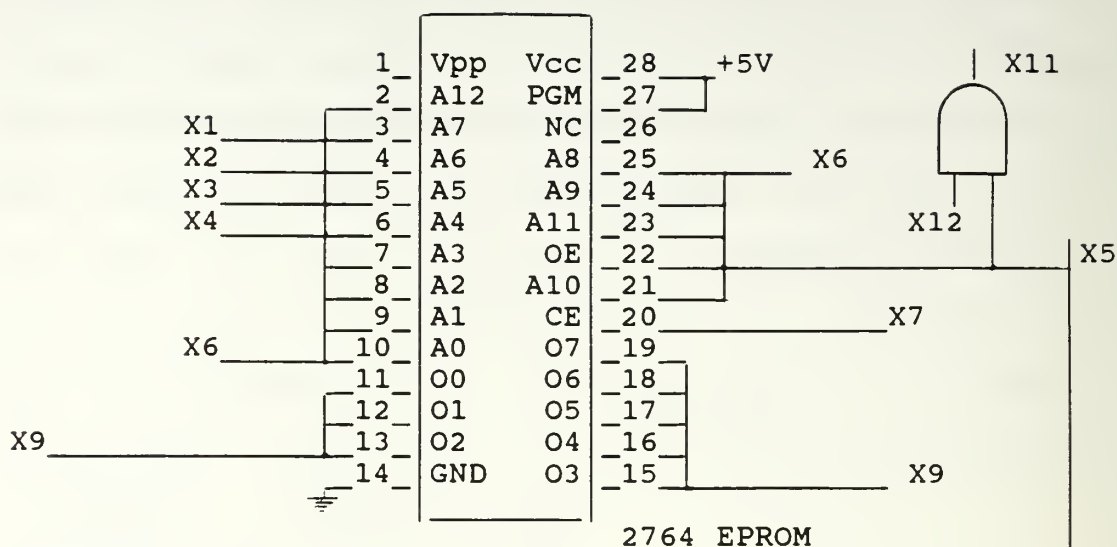 1 Vpp Vcc 28 +5V X11
2 A12 PGM 27
X1 3 A7 NC 26
X2 4 A6 A8 25 X6
X3 5 A5 A9 24
X4 6 A4 A11 23 X12
7 A3 OE 22 X5
8 A2 A10 21
9 A1 CE 20 X7
X6 10 A0 O7 19
11 O0 O6 18
12 O1 O5 17
X9 13 O2 O4 16
14 GND O3 15 X9
2764 EPROM